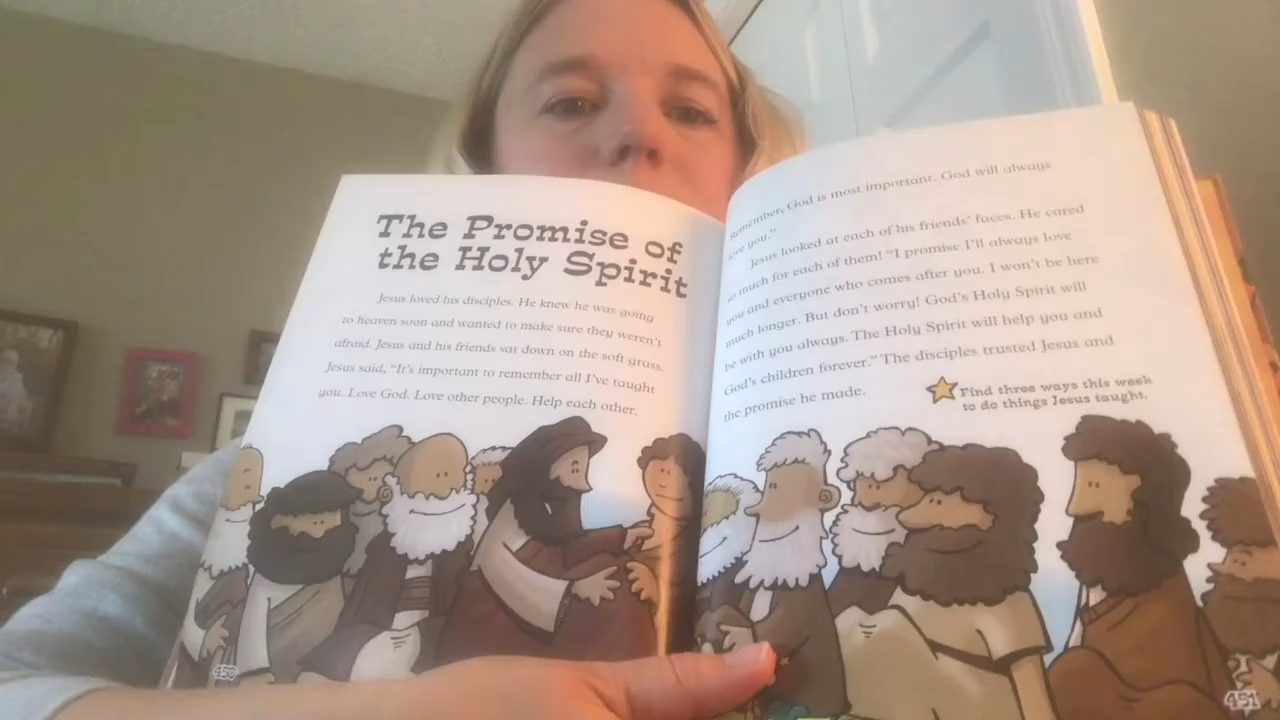 The Promise of
the Holy Spirit
Jesus loved his disciples. He knew he was going
to heaven soon and wanted to make sure they weren't
afraid. Jesus and his friends sat down on the soft grass.
Jesus said, "It's important to remember all I've taught
you. Love God. Love other people. Help each other.
450
Remember, God is most important. God will always
love you."
Jesus looked at each of his friends' faces. He cared
so much for each of them! "I promise I'll always love
you and everyone who comes after you. I won't be here
much longer. But don't worry! God's Holy Spirit will
be with you always. The Holy Spirit will help you and
God's children forever." The disciples trusted Jesus and
the promise he made.
Find three ways this week
to do things Jesus taught.
451